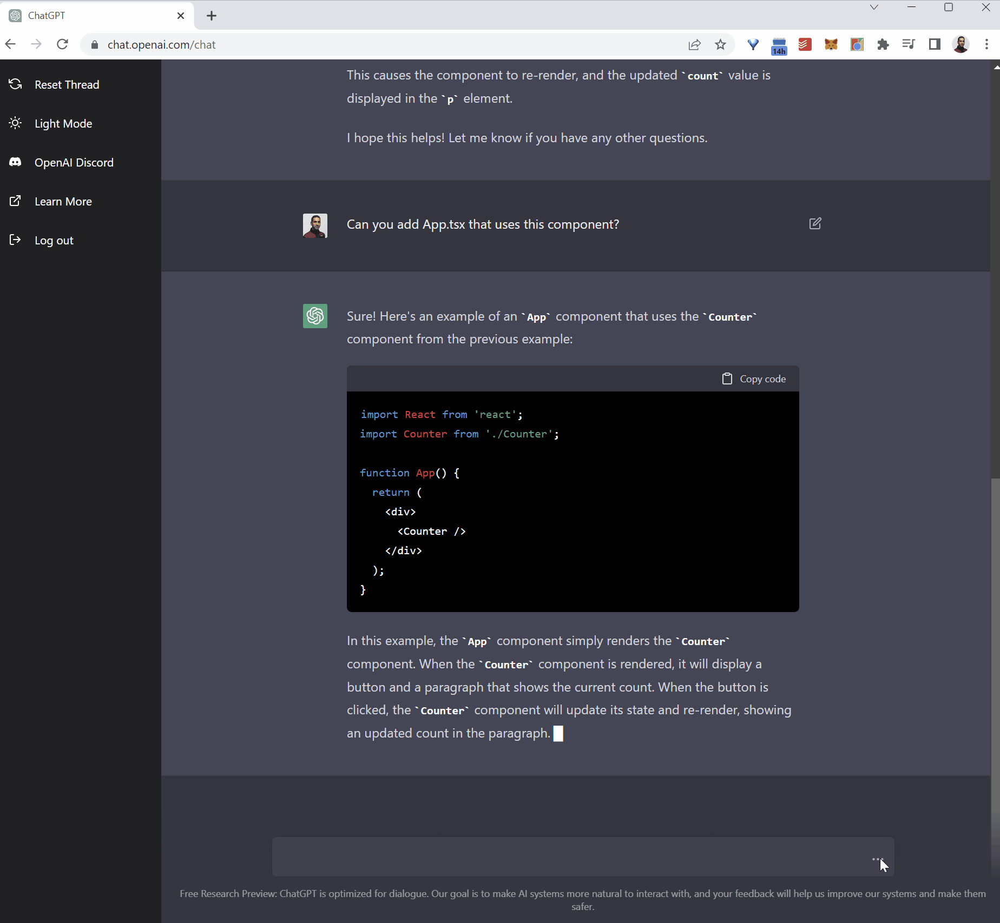 ChatGPT
chat.openai.com/chat
14h
Reset Thread
Light Mode
OpenAI Discord
Learn More
Log out
This causes the component to re-render, and the updated `count` value is
displayed in the `p` element.
I hope this helps! Let me know if you have any other questions.
Can you add App.tsx that uses this component?
Sure! Here's an example of an `App` component that uses the `Counter`
component from the previous example:
Copy code
import React from 'react';
import Counter from './Counter';
function App() {
  return (
    <div>
      <Counter />
    </div>
  );
}
In this example, the `App` component simply renders the `Counter`
component. When the `Counter` component is rendered, it will display a
button and a paragraph that shows the current count. When the button is
clicked, the `Counter` component will update its state and re-render, showing
an updated count in the paragraph.
Free Research Preview: ChatGPT is optimized for dialogue. Our goal is to make AI systems more natural to interact with, and your feedback will help us improve our systems and make them
safer.